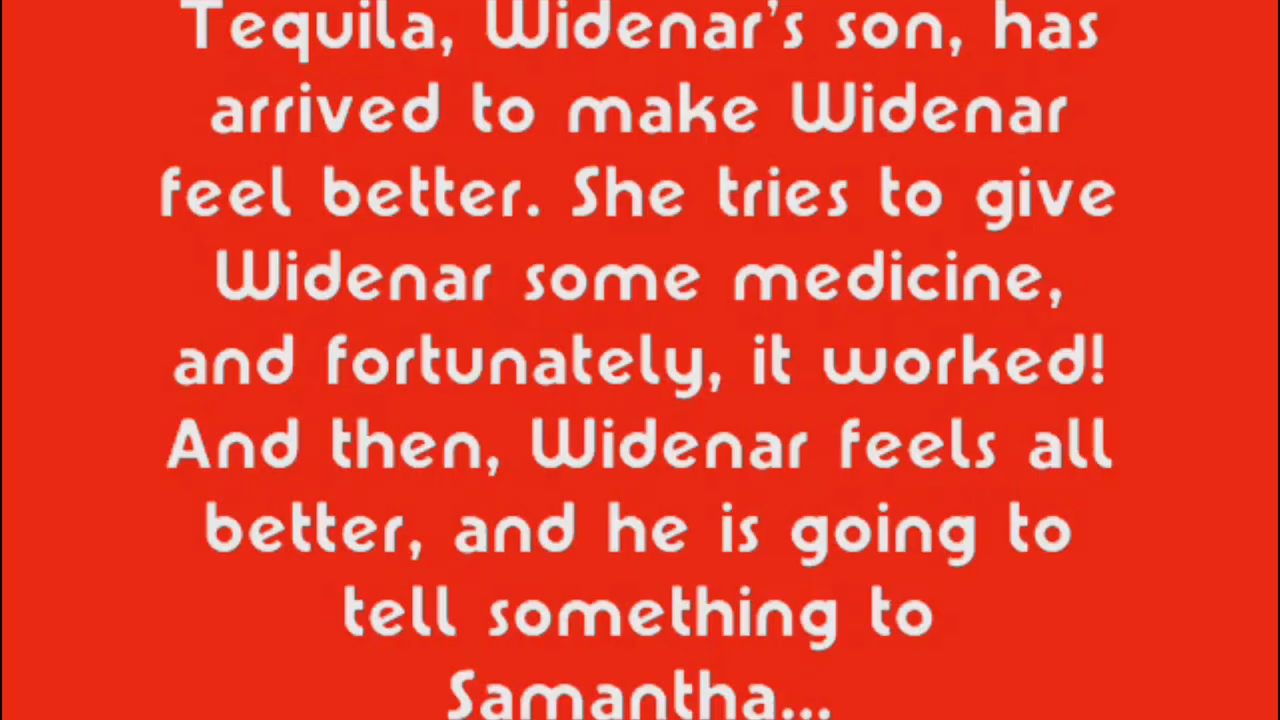 Tequila, Widenar's son, has
arrived to make Widenar
feel better. She tries to give
Widenar some medicine,
and fortunately, it worked!
And then, Widenar feels all
better, and he is going to
tell something to
Samantha...